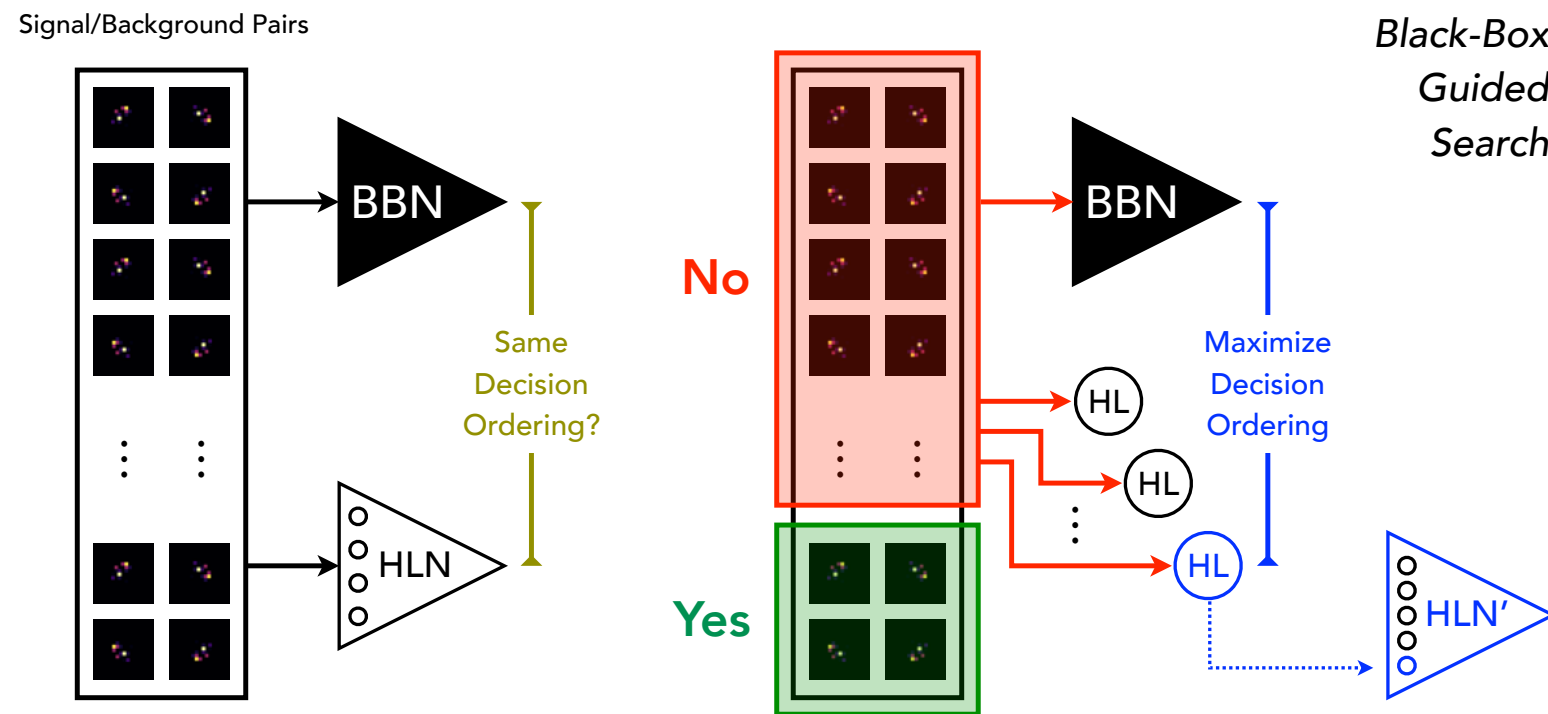 Signal/Background Pairs
BBN
Same
Decision
Ordering?
HLN
No
Yes
BBN
Maximize
Decision
Ordering
HL
HL
HL
HLN’
Black-Box
Guided
Search